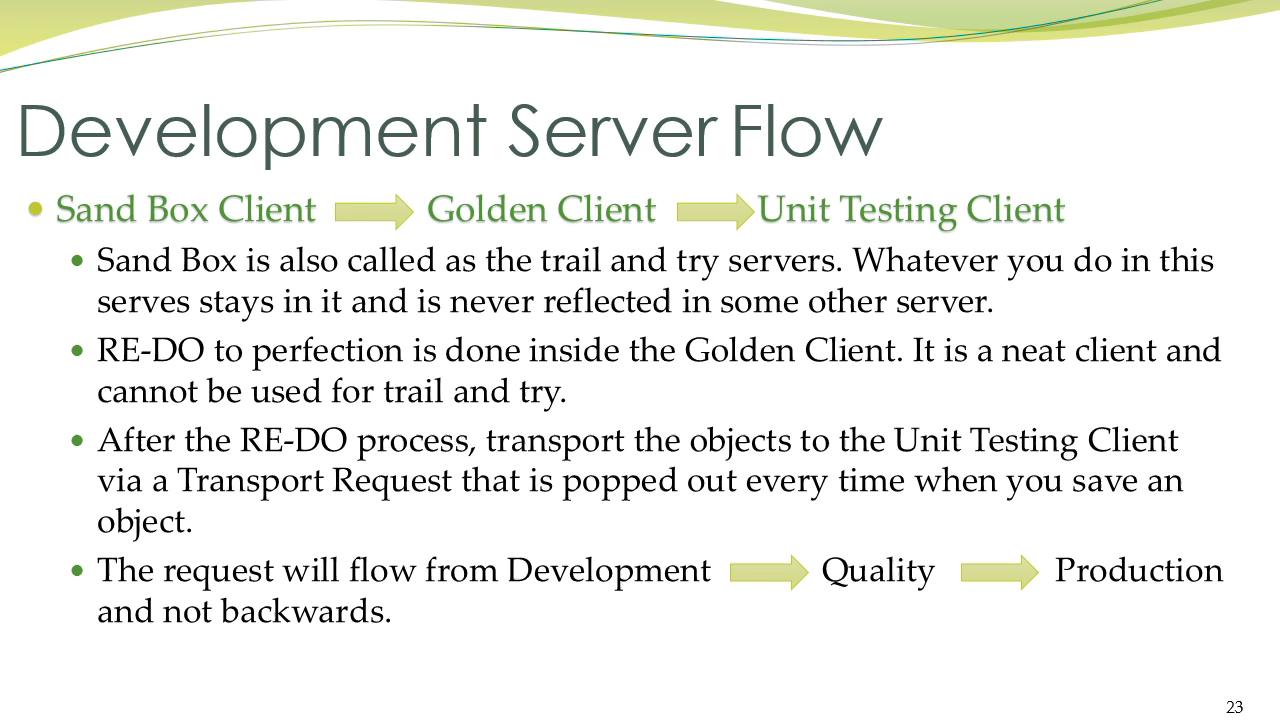 Development Server Flow
Sand Box Client Golden Client Unit Testing Client
Sand Box is also called as the trail and try servers. Whatever you do in this
serves stays in it and is never reflected in some other server.
RE-DO to perfection is done inside the Golden Client. It is a neat client and
cannot be used for trail and try.
After the RE-DO process, transport the objects to the Unit Testing Client
via a Transport Request that is popped out every time when you save an
object.
The request will flow from Development Quality Production
and not backwards.
23